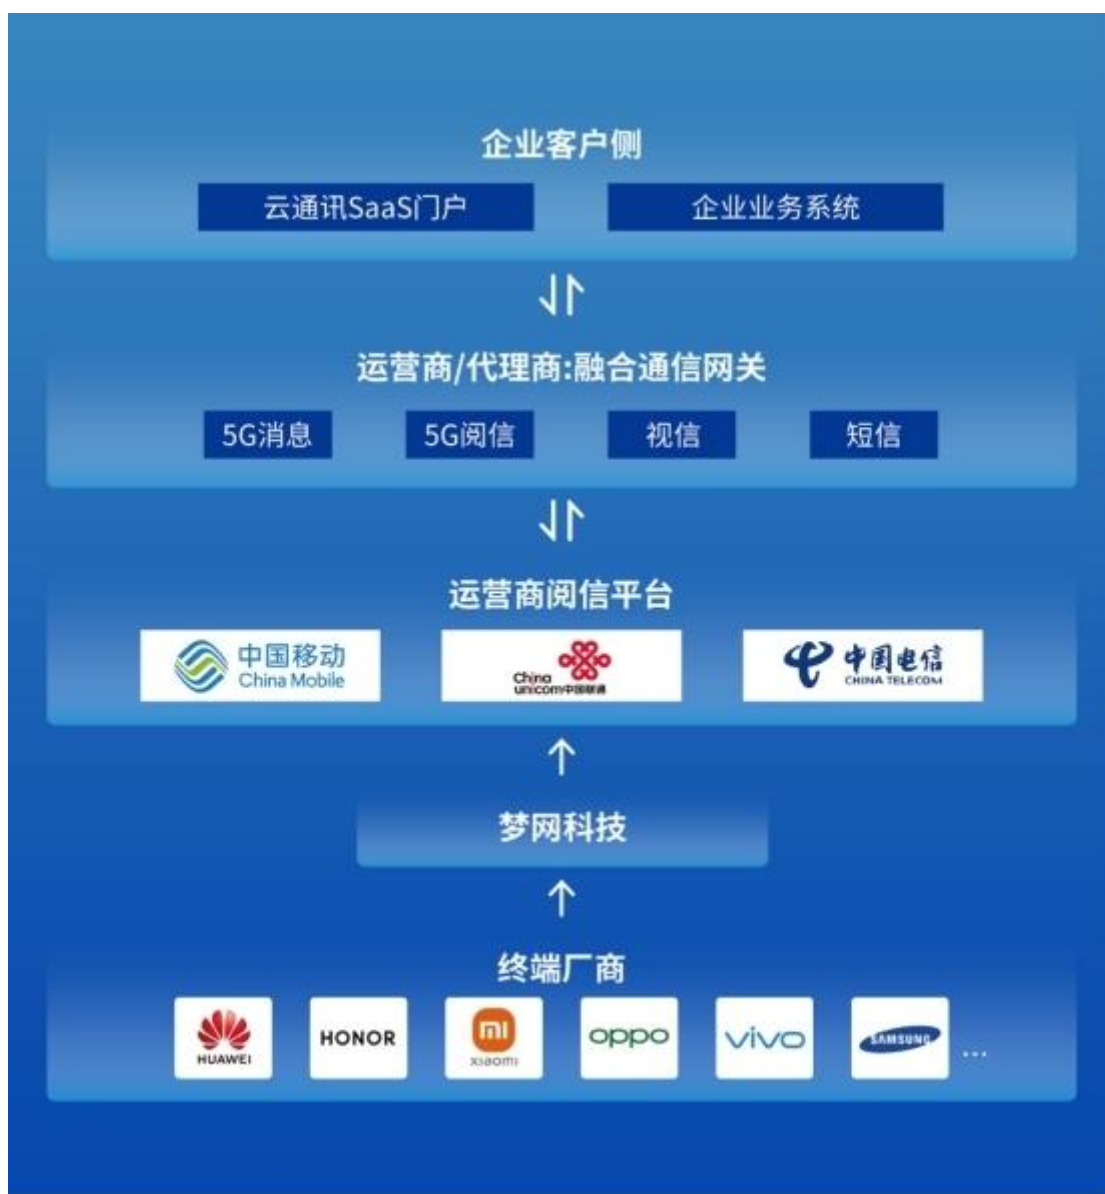 企业客户侧
云通讯SaaS门户 企业业务系统
运营商/代理商:融合通信网关
5G消息 5G阅信 视信 短信
运营商阅信平台
中国移动
China Mobile
China
unicom中国联通
中国电信
CHINA TELECOM
梦网科技
终端厂商
HUAWEI
HONOR
mi
xiaomi
oppo
vivo
SAMSUNG
...